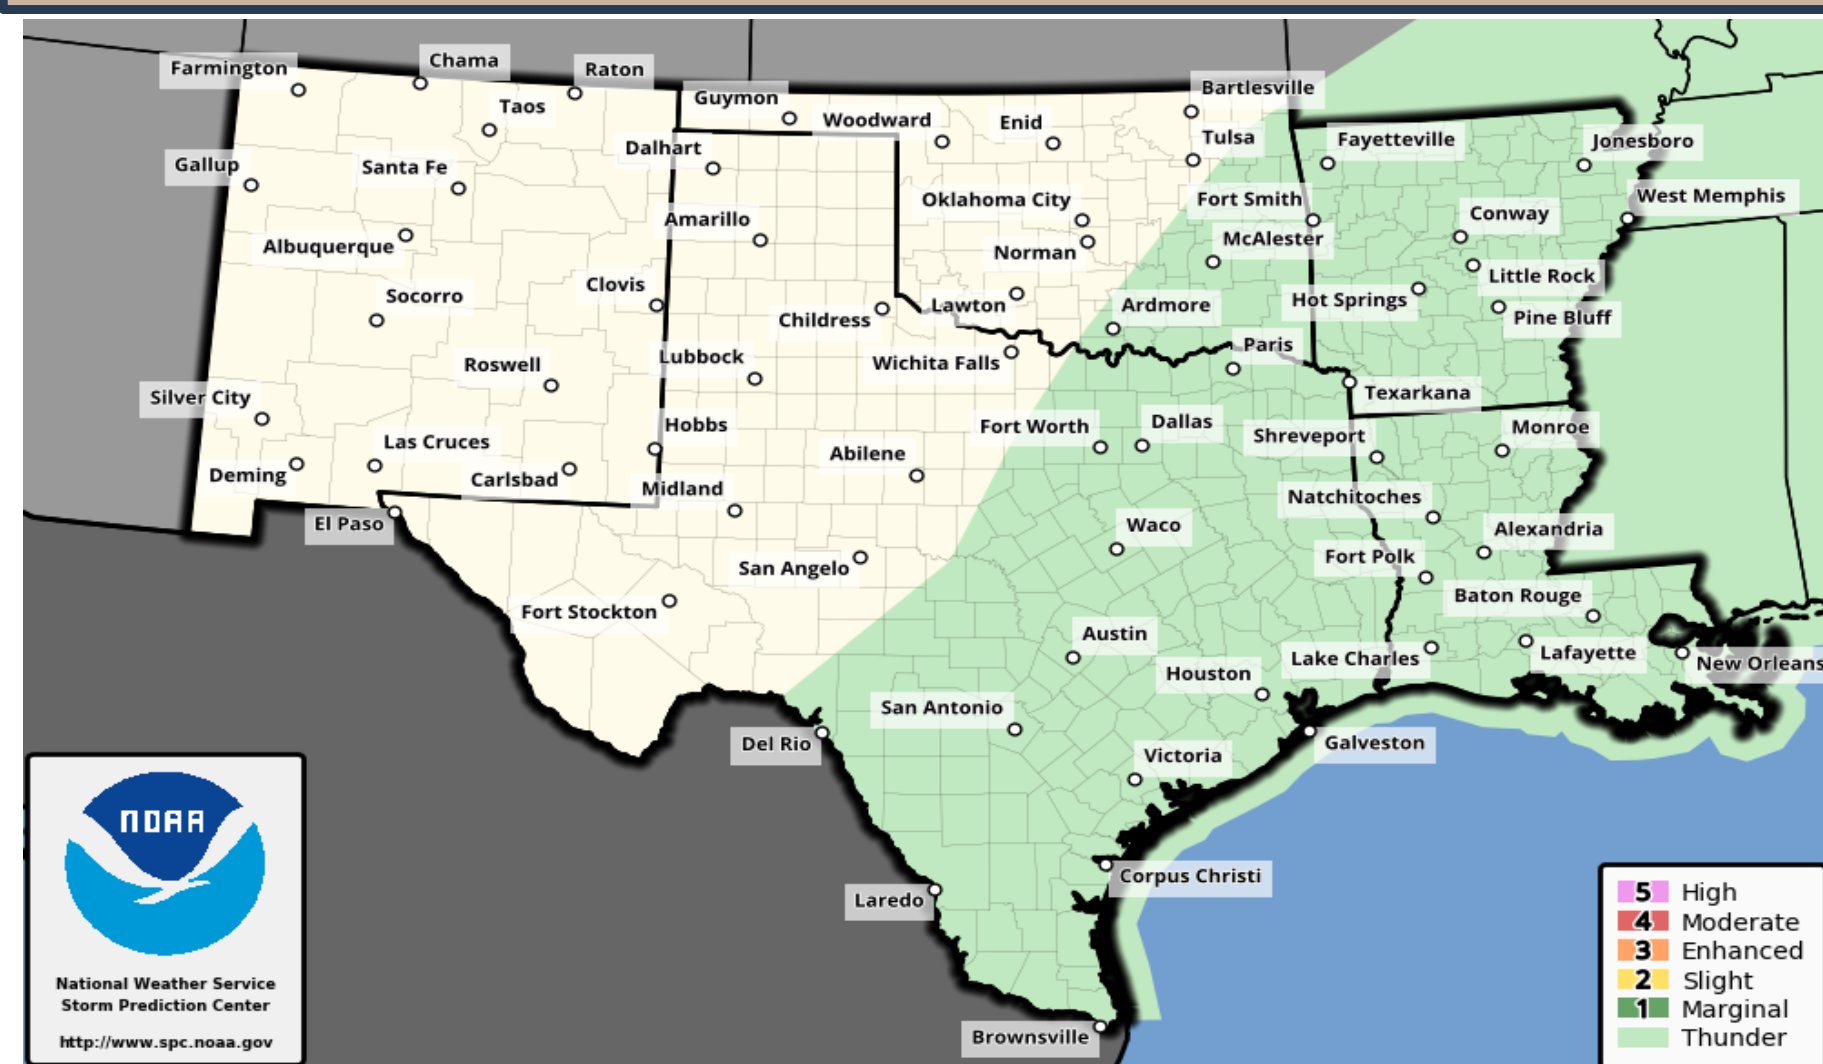 Farmington
Chama
Raton
Taos
Guymon
Woodward
Enid
Bartlesville
Tulsa
Fayetteville
Jonesboro
Gallup
Santa Fe
Dalhart
Albuquerque
Amarillo
Oklahoma City
Fort Smith
Conway
West Memphis
Norman
McAlester
Little Rock
Socorro
Clovis
Childress
Lawton
Ardmore
Hot Springs
Pine Bluff
Roswell
Lubbock
Wichita Falls
Paris
Texarkana
Silver City
Las Cruces
Hobbs
Fort Worth
Dallas
Shreveport
Monroe
Deming
Carlsbad
Midland
Abilene
Natchitoches
El Paso
San Angelo
Waco
Fort Polk
Alexandria
Fort Stockton
Austin
Baton Rouge
Houston
Lake Charles
Lafayette
New Orleans
Del Rio
San Antonio
Victoria
Galveston
Laredo
Corpus Christi
Brownsville
NOAA
National Weather Service
Storm Prediction Center
http://www.spc.noaa.gov
5 High
4 Moderate
3 Enhanced
2 Slight
1 Marginal
Thunder